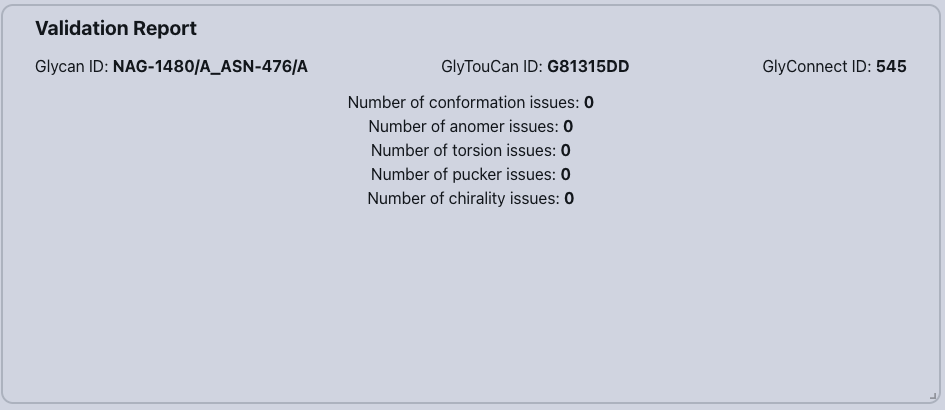 Validation Report
Glycan ID: NAG-1480/A_ASN-476/A GlyTouCan ID: G81315DD GlyConnect ID: 545
Number of conformation issues: 0
Number of anomer issues: 0
Number of torsion issues: 0
Number of pucker issues: 0
Number of chirality issues: 0